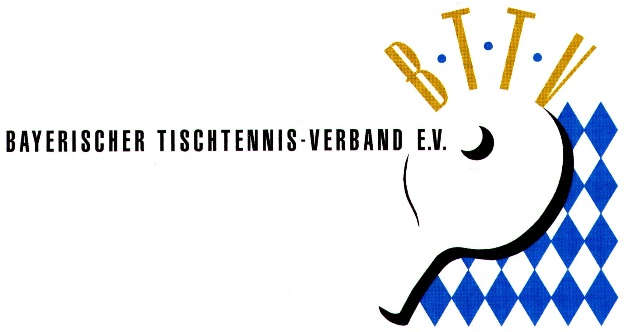 B·T·T·V
BAYERISCHER TISCHTENNIS-VERBAND E.V.